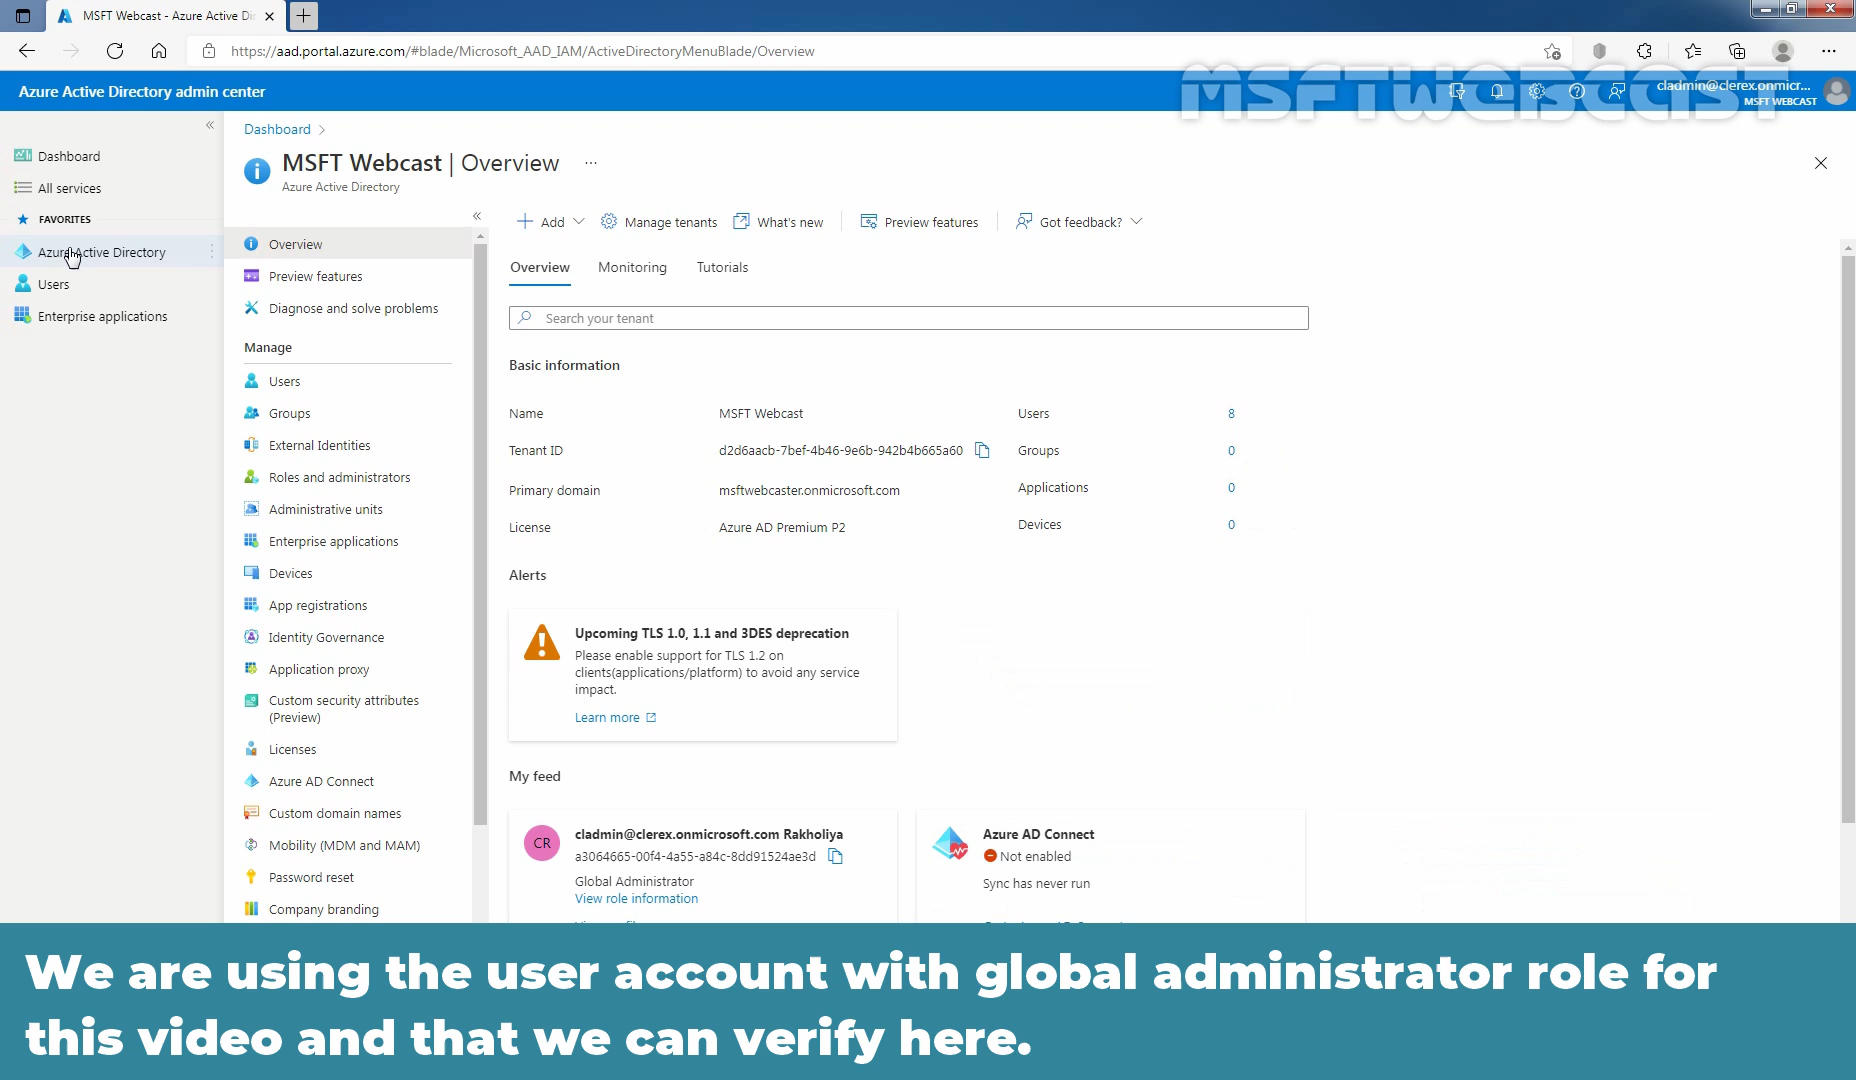 MSFT Webcast - Azure Active Di
https://aad.portal.azure.com/#blade/Microsoft_AAD_IAM/ActiveDirectoryMenuBlade/Overview
MSFTWEBCAST
Azure Active Directory admin center
cladmin@clerex.onmicr...
MSFT WEBCAST
Dashboard
All services
FAVORITES
Azure Active Directory
Users
Enterprise applications
Dashboard
MSFT Webcast | Overview ...
Azure Active Directory
Overview
Preview features
Diagnose and solve problems
Manage
Users
Groups
External Identities
Roles and administrators
Administrative units
Enterprise applications
Devices
App registrations
Identity Governance
Application proxy
Custom security attributes
(Preview)
Licenses
Azure AD Connect
Custom domain names
Mobility (MDM and MAM)
Password reset
Company branding
Add Manage tenants What's new Preview features Got feedback?
Overview Monitoring Tutorials
Search your tenant
Basic information
Name MSFT Webcast Users 8
Tenant ID d2d6aacb-7bef-4b46-9e6b-942b4b665a60 Groups 0
Primary domain msftwebcaster.onmicrosoft.com Applications 0
License Azure AD Premium P2 Devices 0
Alerts
Upcoming TLS 1.0, 1.1 and 3DES deprecation
Please enable support for TLS 1.2 on
clients(applications/platform) to avoid any service
impact.
Learn more
My feed
CR
cladmin@clerex.onmicrosoft.com Rakholiya
a3064665-00f4-4a55-a84c-8dd91524ae3d
Global Administrator
View role information
Azure AD Connect
Not enabled
Sync has never run
We are using the user account with global administrator role for
this video and that we can verify here.